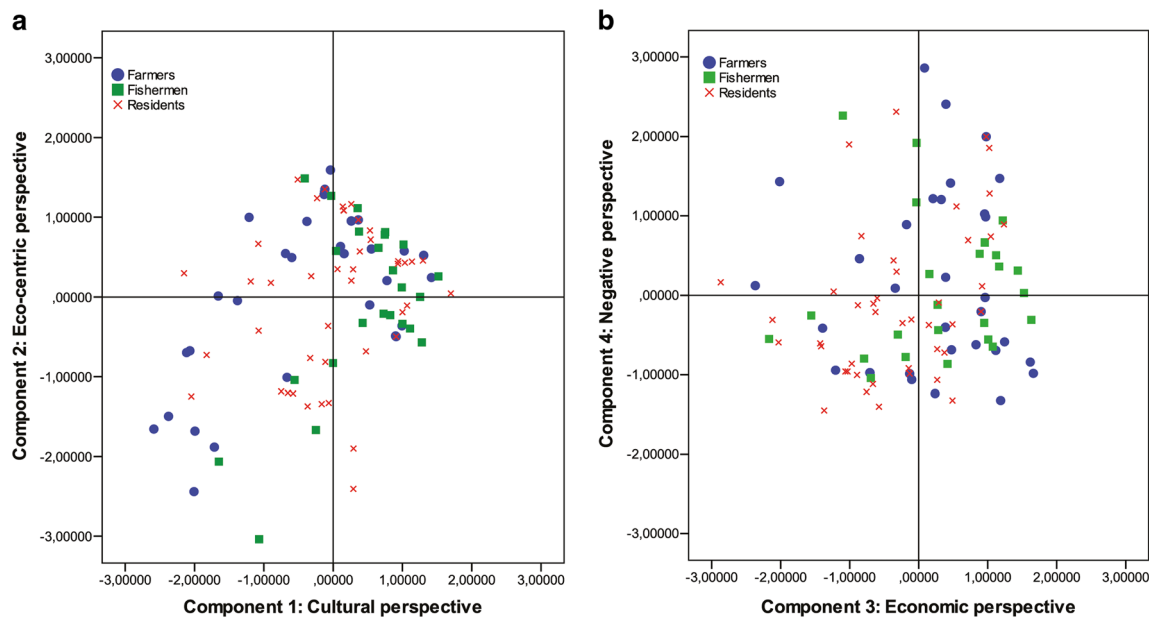 a
3,00000
2,00000
1,00000
,00000
-1,00000
-2,00000
-3,00000
Component 2: Eco-centric perspective
Farmers
Fishermen
Residents
-3,00000 -2,00000 -1,00000 ,00000 1,00000 2,00000 3,00000
Component 1: Cultural perspective
b
3,00000
2,00000
1,00000
,00000
-1,00000
-2,00000
-3,00000
Component 4: Negative perspective
Farmers
Fishermen
Residents
-3,00000 -2,00000 -1,00000 ,00000 1,00000 2,00000 3,00000
Component 3: Economic perspective